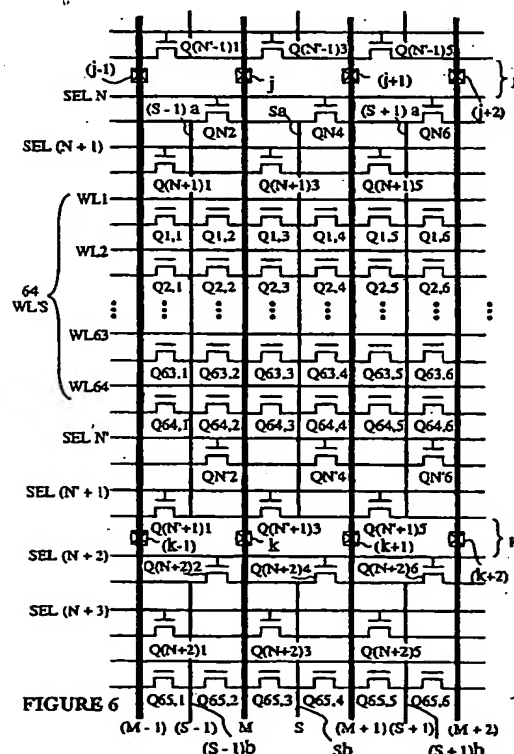 Q(N'-1)1 Q(N'-1)3 Q(N'-1)5
(j-1) j (j+1) (j+2)
SEL N
(S-1) a QN2 Sa QN4 (S+1) a QN6
SEL (N + 1)
Q(N+1)1 Q(N+1)3 Q(N+1)5
WL1
Q1,1 Q1,2 Q1,3 Q1,4 Q1,5 Q1,6
WL2
Q2,1 Q2,2 Q2,3 Q2,4 Q2,5 Q2,6
64
WL'S
WL63
Q63,1 Q63,2 Q63,3 Q63,4 Q63,5 Q63,6
WL64
Q64,1 Q64,2 Q64,3 Q64,4 Q64,5 Q64,6
SEL N'
QN'2 QN'4 QN'6
SEL (N'+ 1)
Q(N'+1)1 Q(N'+1)3 Q(N'+1)5
(k-1) k (k+1) (k+2)
SEL (N + 2)
Q(N+2)2 Q(N+2)4 Q(N+2)6
SEL (N + 3)
Q(N+2)1 Q(N+2)3 Q(N+2)5
Q65,1 Q65,2 Q65,3 Q65,4 Q65,5 Q65,6
FIGURE 6
(M - 1) (S - 1) M S (M + 1) (S + 1) (M + 2)
(S - 1)b Sb (S + 1)b